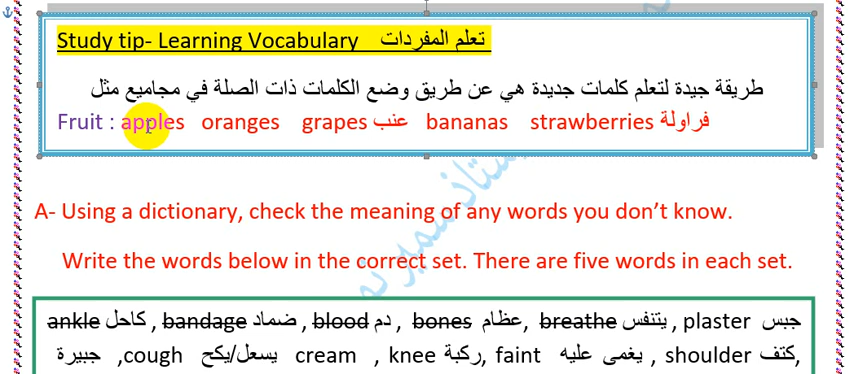 Study tip- Learning Vocabulary تعلم المفردات
طريقة جيدة لتعلم كلمات جديدة هي عن طريق وضع الكلمات ذات الصلة في مجاميع مثل
Fruit : apples oranges grapes عنب bananas strawberries فراولة
A- Using a dictionary, check the meaning of any words you don’t know.
Write the words below in the correct set. There are five words in each set.
ankle كاحل , bandage ضماد , blood دم , bones عظام, breathe يتنفس , plaster جبس
,cough يسعل/يكح cream جبيرة , knee ركبة, faint يغمى عليه , shoulder كتف,